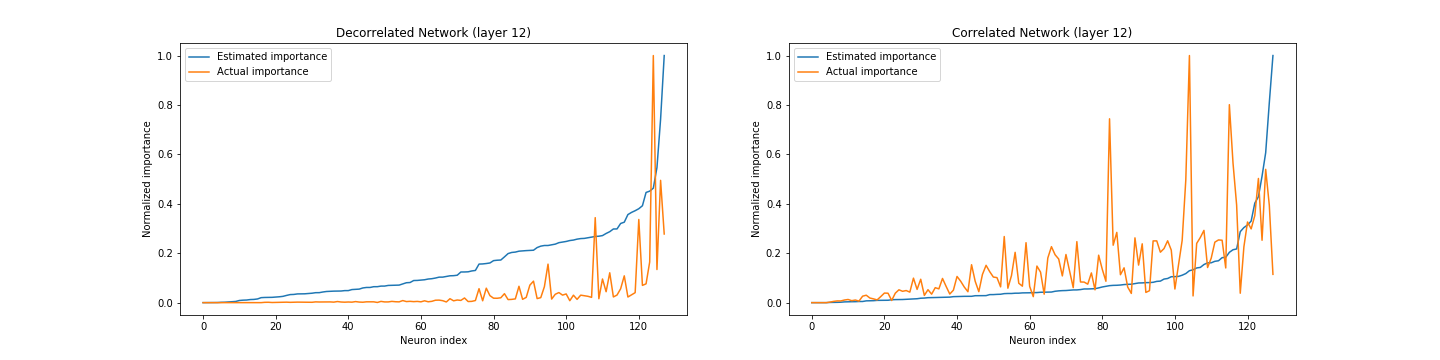 Decorrelated Network (layer 12)
Estimated importance
Actual importance
1.0
0.8
0.6
0.4
0.2
0.0
Normalized importance
0 20 40 60 80 100 120
Neuron index
Correlated Network (layer 12)
Estimated importance
Actual importance
1.0
0.8
0.6
0.4
0.2
0.0
Normalized importance
0 20 40 60 80 100 120
Neuron index